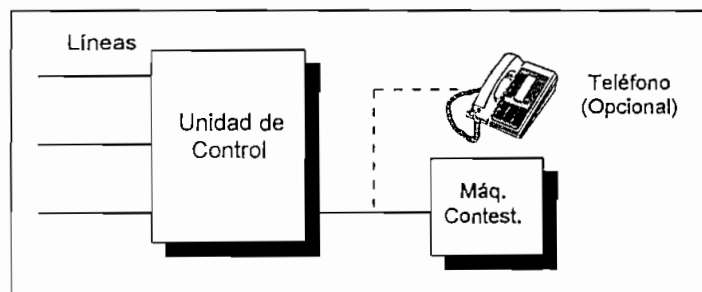 Líneas
Unidad de
Control
Teléfono
(Opcional)
Máq.
Contest.